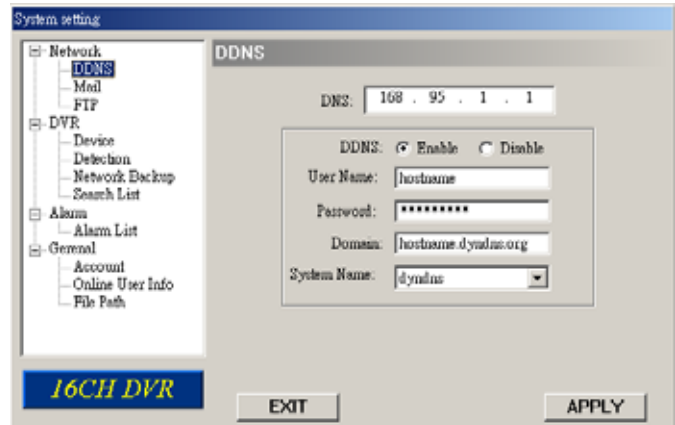 System setting
Network
DDNS
Mail
FTP
DVR
Device
Detection
Network Backup
Search List
Alarm
Alarm List
Gerenal
Account
Online User Info
File Path
16CH DVR
DDNS
DNS: 168 . 95 . 1 . 1
DDNS: Enable Disable
User Name: hostname
Password: *********
Domain: hostname.dyndns.org
System Name: dyndns
EXIT APPLY